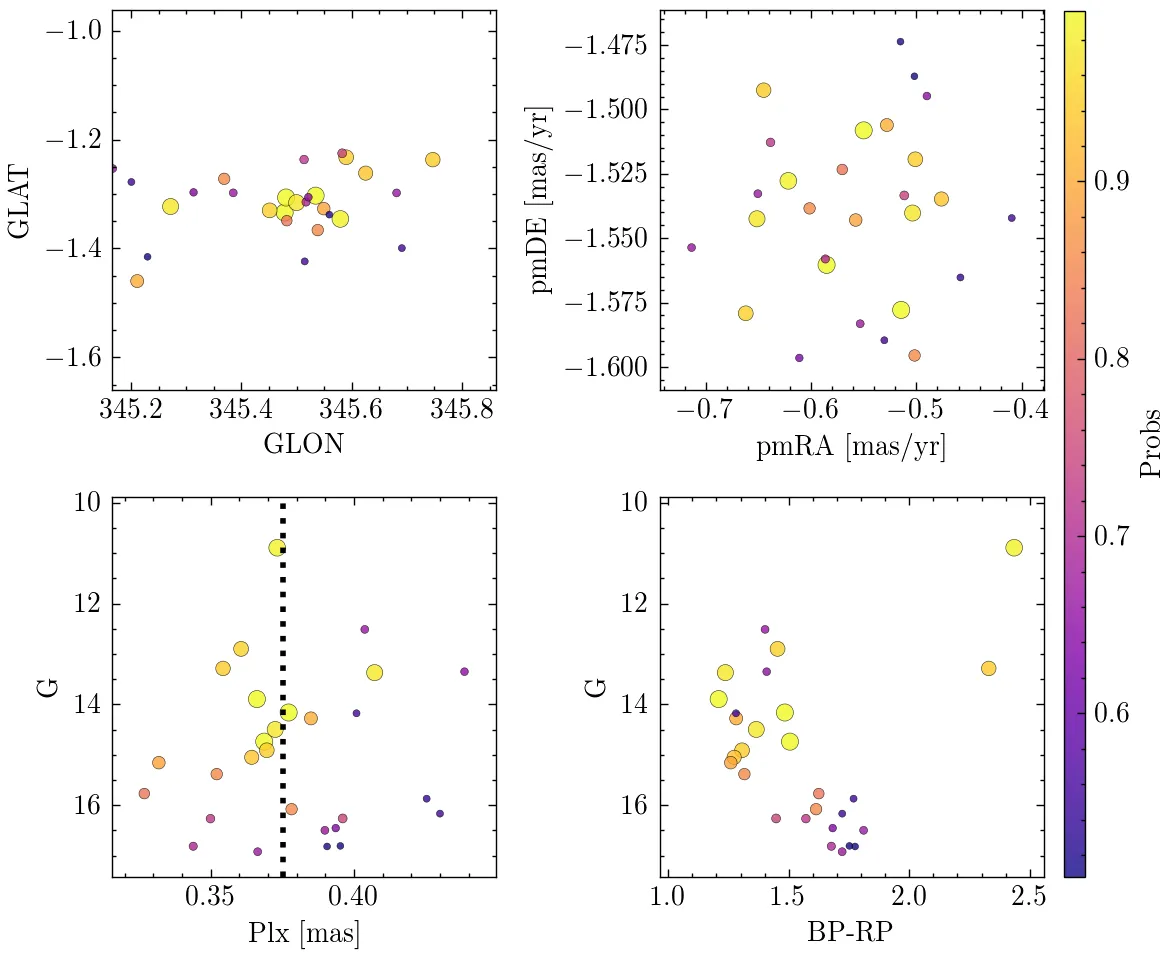 −1.0
−1.2
−1.4
−1.6
GLAT
345.2 345.4 345.6 345.8
GLON
−1.475
−1.500
−1.525
−1.550
−1.575
−1.600
pmDE [mas/yr]
−0.7 −0.6 −0.5 −0.4
pmRA [mas/yr]
10
12
14
16
G
0.35 0.40
Plx [mas]
10
12
14
16
G
1.0 1.5 2.0 2.5
BP-RP
0.9
0.8
0.7
0.6
Probs